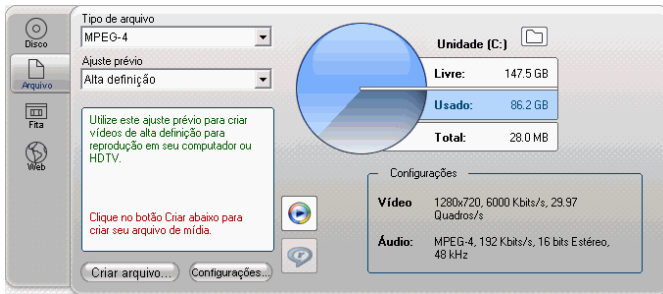 Disco
Arquivo
Fita
Web
Tipo de arquivo
MPEG-4
Ajuste prévio
Alta definição
Utilize este ajuste prévio para criar
vídeos de alta definição para
reprodução em seu computador ou
HDTV.
Clique no botão Criar abaixo para
criar seu arquivo de mídia.
Criar arquivo...
Configurações...
Unidade (C:)
Livre: 147.5 GB
Usado: 86.2 GB
Total: 28.0 MB
Configurações
Vídeo 1280x720, 6000 Kbits/s, 29.97
Quadros/s
Áudio: MPEG-4, 192 Kbits/s, 16 bits Estéreo,
48 kHz